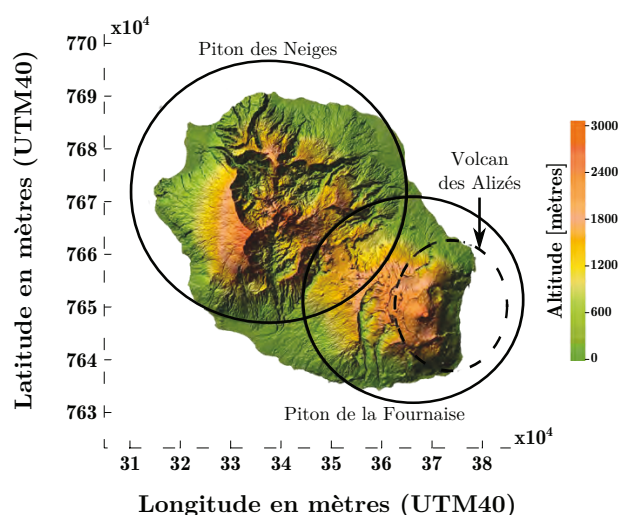 x10⁴
770
769
768
767
766
765
764
763
Latitude en mètres (UTM40)
Piton des Neiges
Volcan
des Alizés
Piton de la Fournaise
3000
2400
1800
1200
600
0
Altitude [mètres]
x10⁴
31 32 33 34 35 36 37 38
Longitude en mètres (UTM40)